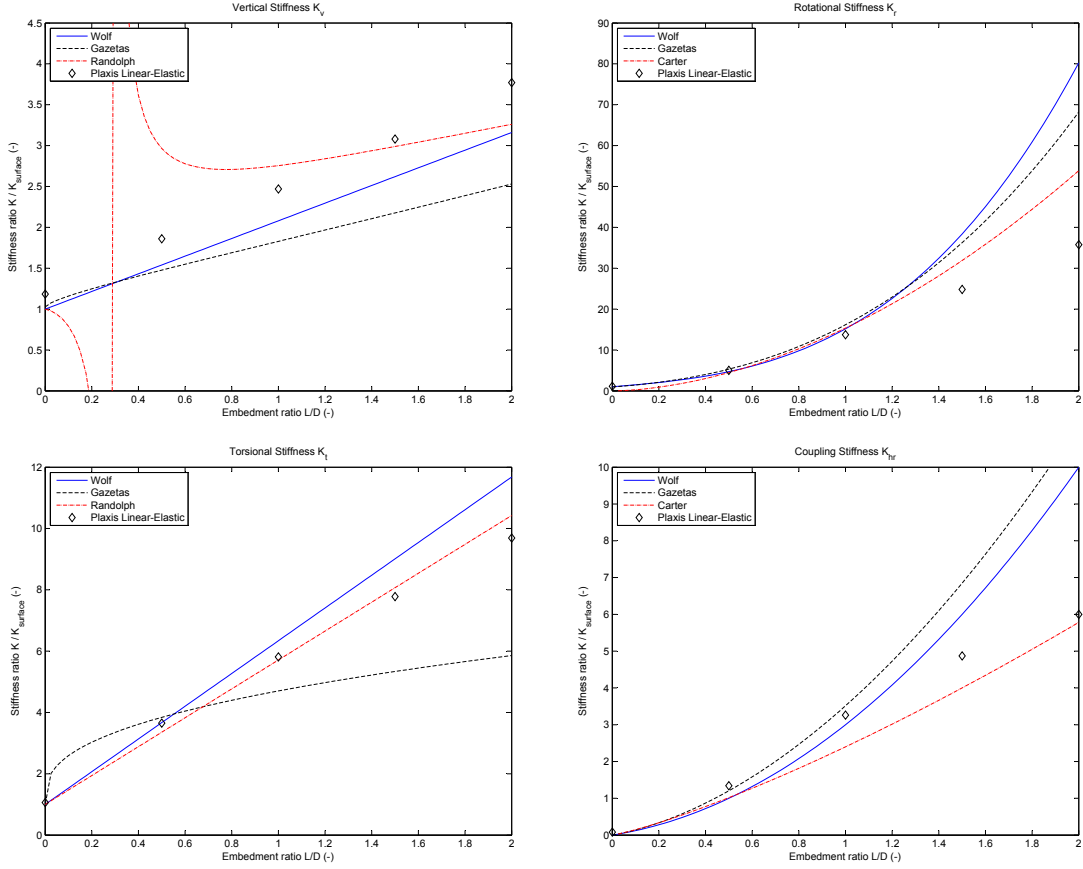 Vertical Stiffness Kv
Stiffness ratio K / Ksurface (-)
4.5
4
3.5
3
2.5
2
1.5
1
0.5
0
Wolf
Gazetas
Randolph
Plaxis Linear-Elastic
0 0.2 0.4 0.6 0.8 1 1.2 1.4 1.6 1.8 2
Embedment ratio L/D (-)
Rotational Stiffness Kr
Stiffness ratio K / Ksurface (-)
90
80
70
60
50
40
30
20
10
0
Wolf
Gazetas
Carter
Plaxis Linear-Elastic
0 0.2 0.4 0.6 0.8 1 1.2 1.4 1.6 1.8 2
Embedment ratio L/D (-)
Torsional Stiffness Kt
Stiffness ratio K / Ksurface (-)
12
10
8
6
4
2
0
Wolf
Gazetas
Randolph
Plaxis Linear-Elastic
0 0.2 0.4 0.6 0.8 1 1.2 1.4 1.6 1.8 2
Embedment ratio L/D (-)
Coupling Stiffness Khr
Stiffness ratio K / Ksurface (-)
10
9
8
7
6
5
4
3
2
1
0
Wolf
Gazetas
Carter
Plaxis Linear-Elastic
0 0.2 0.4 0.6 0.8 1 1.2 1.4 1.6 1.8 2
Embedment ratio L/D (-)